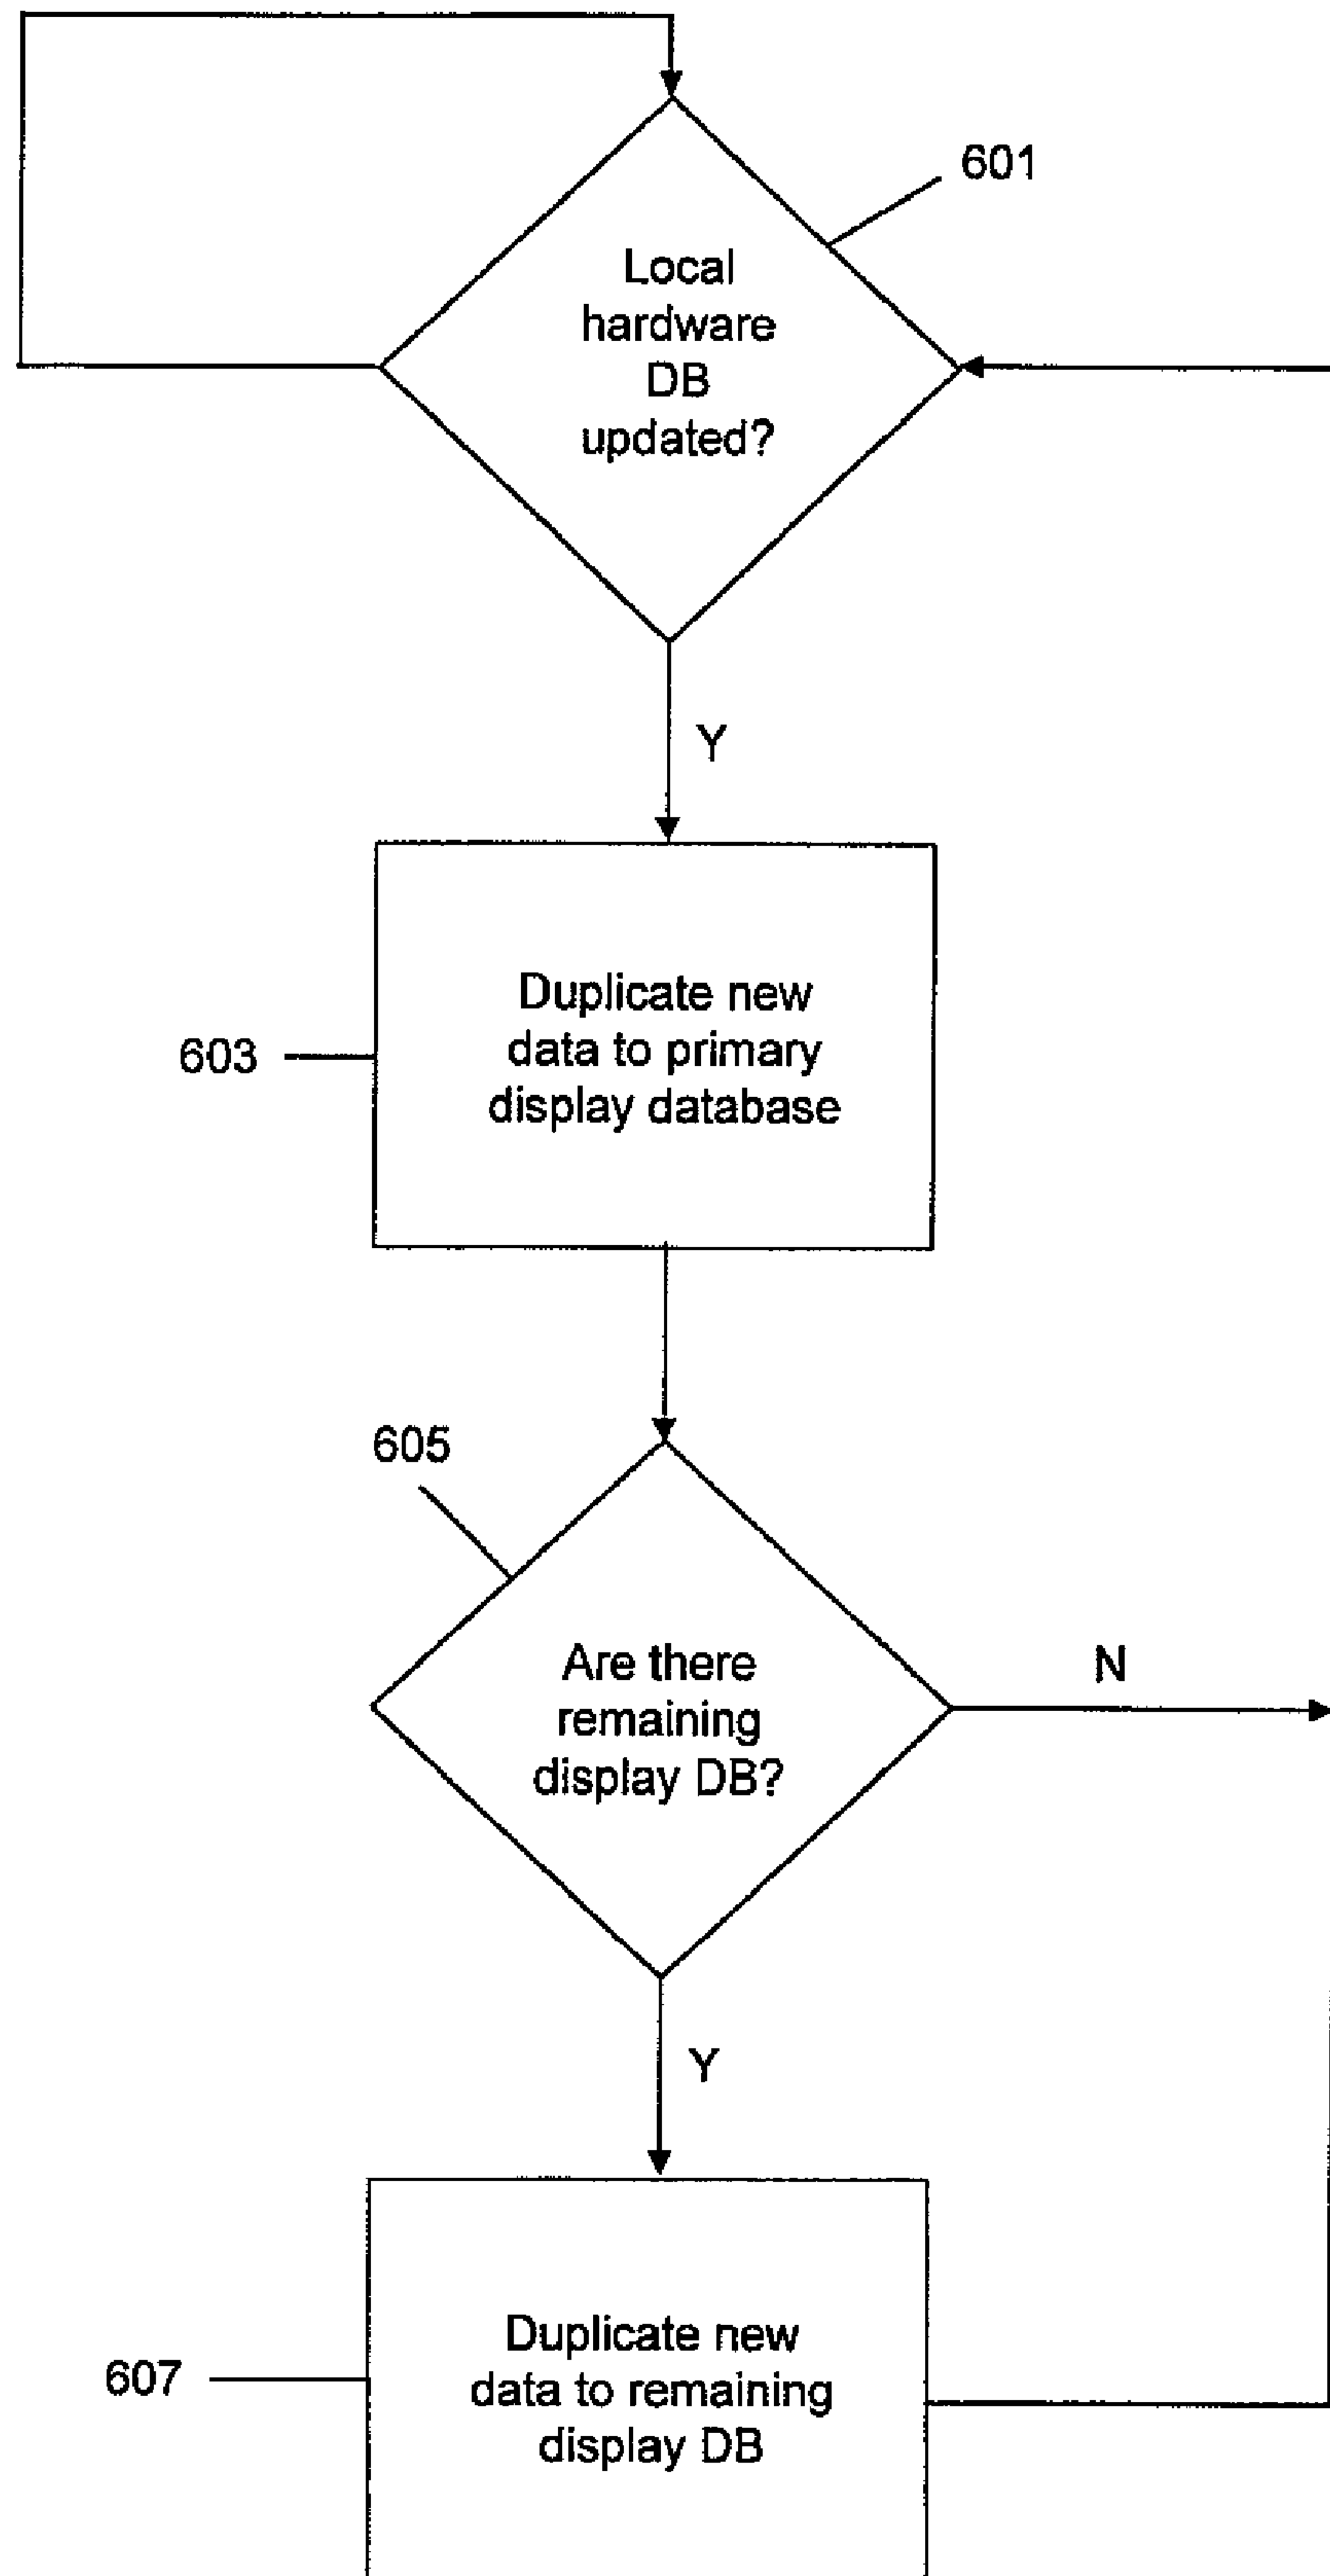 601
Local
hardware
DB
updated?
Y
603
Duplicate new
data to primary
display database
605
Are there
remaining
display DB?
N
Y
607
Duplicate new
data to remaining
display DB